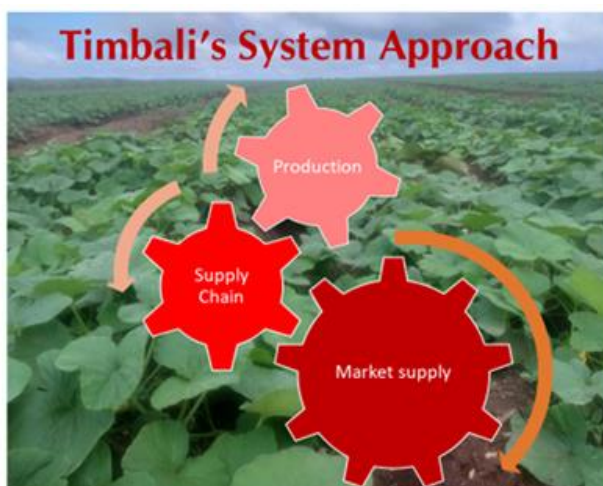 Timbali's System Approach
Production
Supply
Chain
Market supply